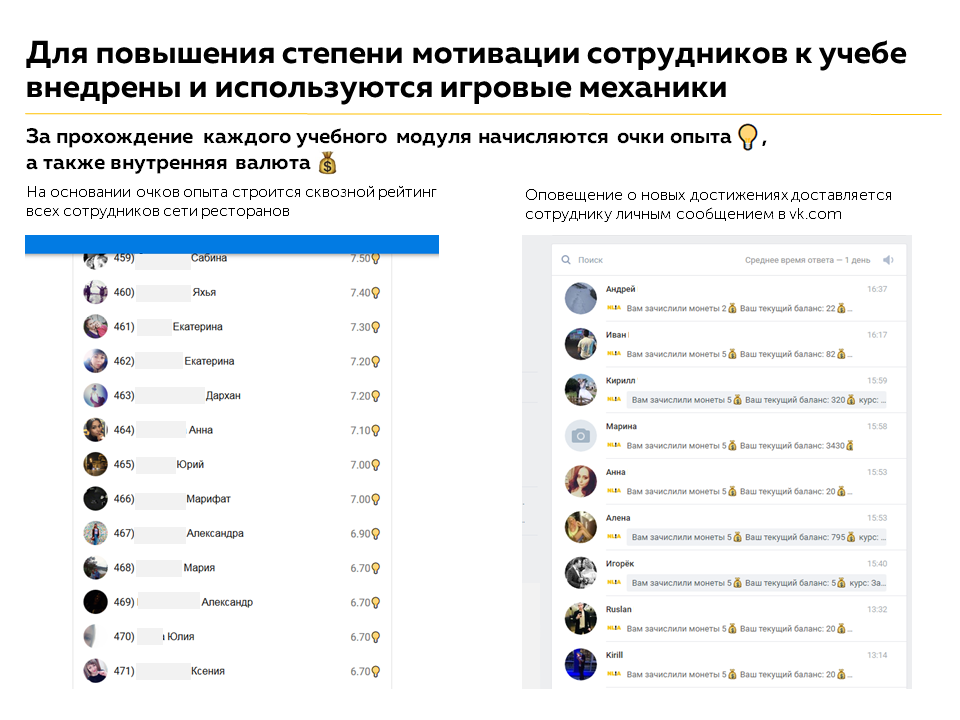 Для повышения степени мотивации сотрудников к учебе
внедрены и используются игровые механики
За прохождение каждого учебного модуля начисляются очки опыта 💡,
а также внутренняя валюта 💰
На основании очков опыта строится сквозной рейтинг
всех сотрудников сети ресторанов
459) Сабина 7.50💡
460) Яхья 7.40💡
461) Екатерина 7.30💡
462) Екатерина 7.20💡
463) Дархан 7.20💡
464) Анна 7.10💡
465) Юрий 7.00💡
466) Марифат 7.00💡
467) Александра 6.90💡
468) Мария 6.70💡
469) Александр 6.70💡
470) Юлия 6.70💡
471) Ксения 6.70💡
Оповещение о новых достижениях доставляется
сотруднику личным сообщением в vk.com
Поиск Среднее время ответа — 1 день
Андрей 16:37
Вам зачислили монеты 2💰 Ваш текущий баланс: 22💰...
Иван 16:17
Вам зачислили монеты 5💰 Ваш текущий баланс: 82💰...
Кирилл 15:59
Вам зачислили монеты 5💰 Ваш текущий баланс: 320💰 курс: ...
Марина 15:58
Вам зачислили монеты 5💰 Ваш текущий баланс: 3430💰
Анна 15:53
Вам зачислили монеты 5💰 Ваш текущий баланс: 20💰...
Алена 15:53
Вам зачислили монеты 5💰 Ваш текущий баланс: 795💰 курс: ...
Игорёк 15:40
Вам зачислили монеты 5💰 Ваш текущий баланс: 5💰 курс: За...
Ruslan 13:32
Вам зачислили монеты 5💰 Ваш текущий баланс: 20💰...
Kirill 13:14
Вам зачислили монеты 5💰 Ваш текущий баланс: 20💰...